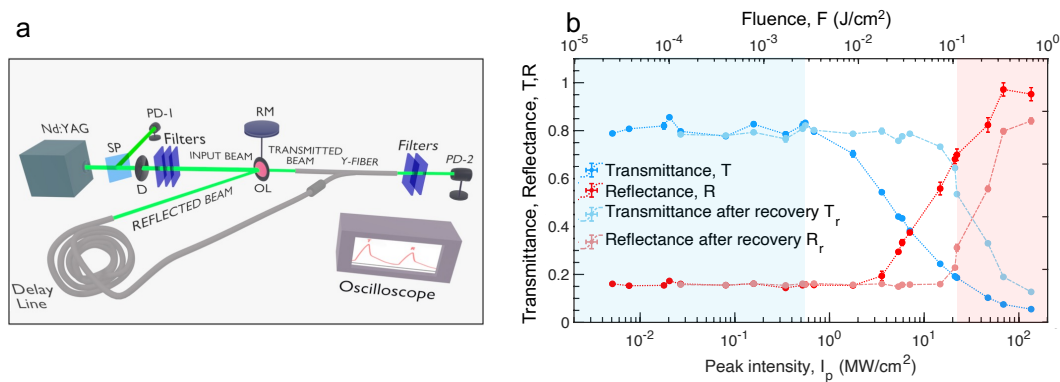 a
Nd:YAG
SP
PD-1
D
Filters
INPUT BEAM
REFLECTED BEAM
RM
OL
TRANSMITTED
BEAM
Y-FIBER
Filters
PD-2
Delay
Line
Oscilloscope
b
Fluence, F (J/cm²)
10⁻⁵ 10⁻⁴ 10⁻³ 10⁻² 10⁻¹ 10⁰
Transmittance, Reflectance, T,R
1
0.8
0.6
0.4
0.2
0
Transmittance, T
Reflectance, R
Transmittance after recovery Tᵣ
Reflectance after recovery Rᵣ
10⁻² 10⁻¹ 10⁰ 10¹ 10²
Peak intensity, Iₚ (MW/cm²)